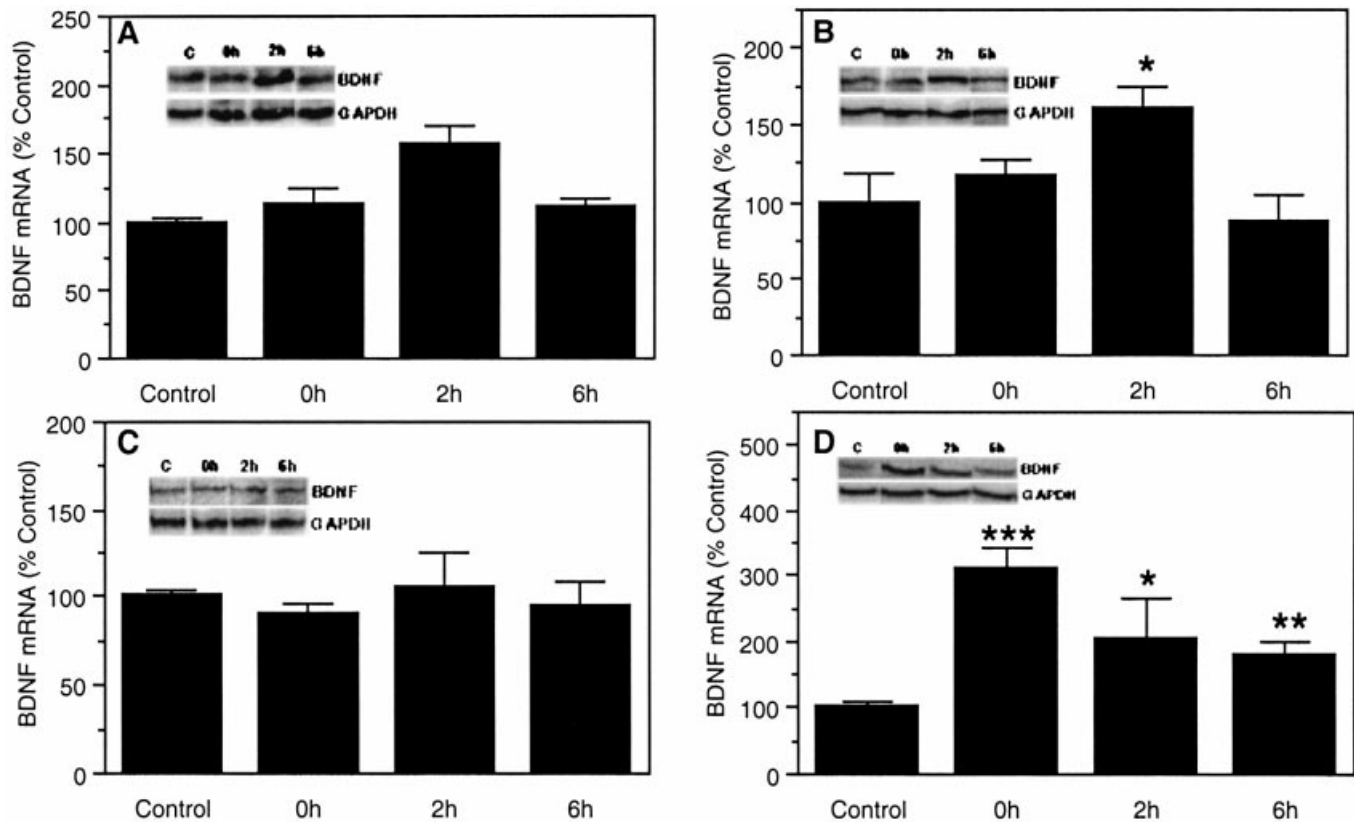 A
BDNF mRNA (% Control)
250
200
150
100
50
0
C 0h 2h 6h
BDNF
GAPDH
Control 0h 2h 6h
B
BDNF mRNA (% Control)
200
150
100
50
0
C 0h 2h 6h
BDNF
GAPDH
*
Control 0h 2h 6h
C
BDNF mRNA (% Control)
200
150
100
50
0
C 0h 2h 6h
BDNF
GAPDH
Control 0h 2h 6h
D
BDNF mRNA (% Control)
500
400
300
200
100
0
C 0h 2h 6h
BDNF
GAPDH
***
*
**
Control 0h 2h 6h